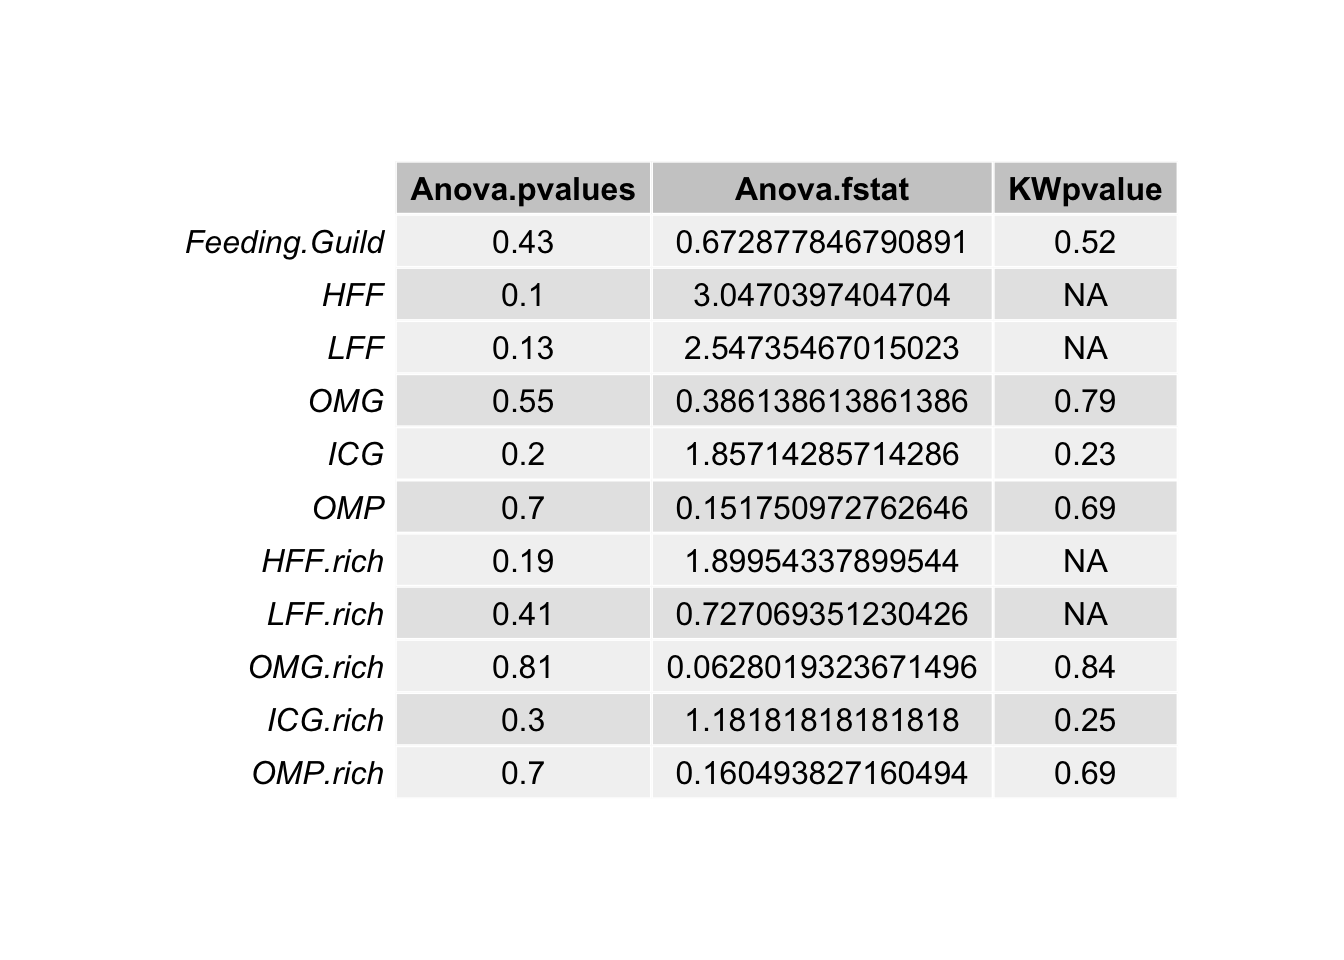 Anova.pvalues Anova.fstat KWpvalue
Feeding.Guild 0.43 0.672877846790891 0.52
HFF 0.1 3.0470397404704 NA
LFF 0.13 2.54735467015023 NA
OMG 0.55 0.386138613861386 0.79
ICG 0.2 1.85714285714286 0.23
OMP 0.7 0.151750972762646 0.69
HFF.rich 0.19 1.89954337899544 NA
LFF.rich 0.41 0.727069351230426 NA
OMG.rich 0.81 0.0628019323671496 0.84
ICG.rich 0.3 1.18181818181818 0.25
OMP.rich 0.7 0.160493827160494 0.69